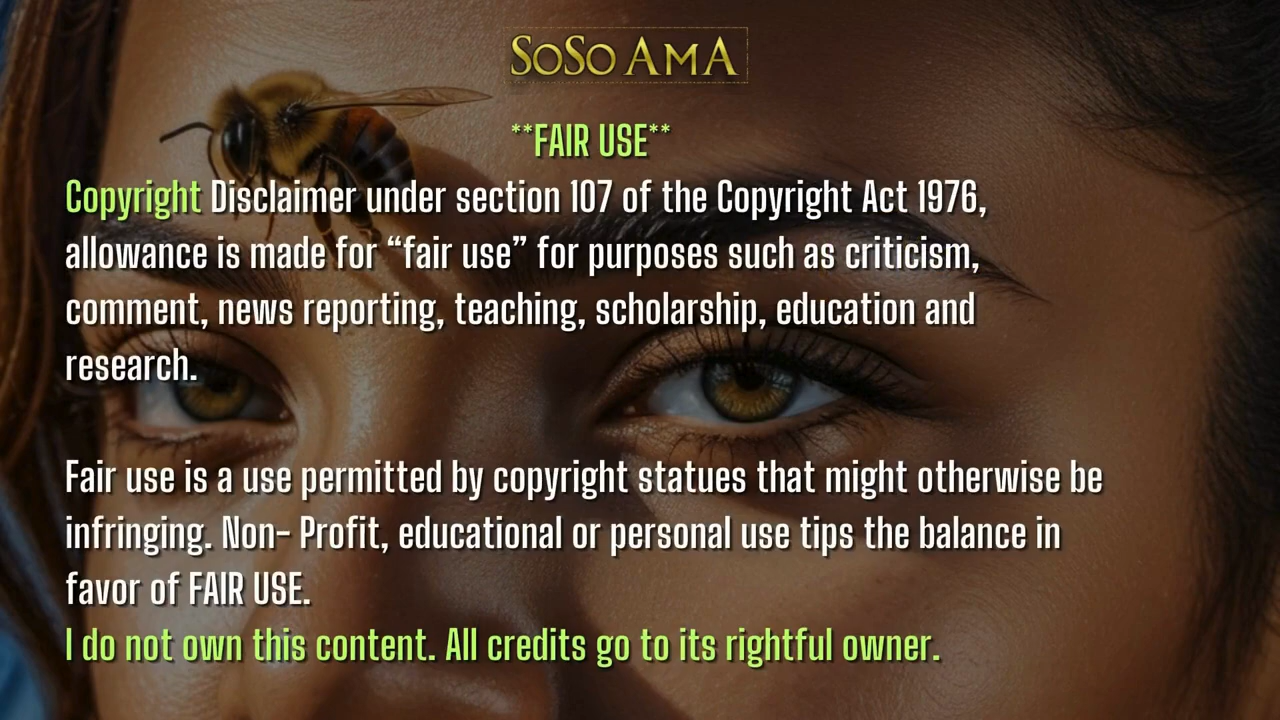 SoSo AmA
**FAIR USE**
Copyright Disclaimer under section 107 of the Copyright Act 1976,
allowance is made for “fair use” for purposes such as criticism,
comment, news reporting, teaching, scholarship, education and
research.
Fair use is a use permitted by copyright statues that might otherwise be
infringing. Non- Profit, educational or personal use tips the balance in
favor of FAIR USE.
I do not own this content. All credits go to its rightful owner.